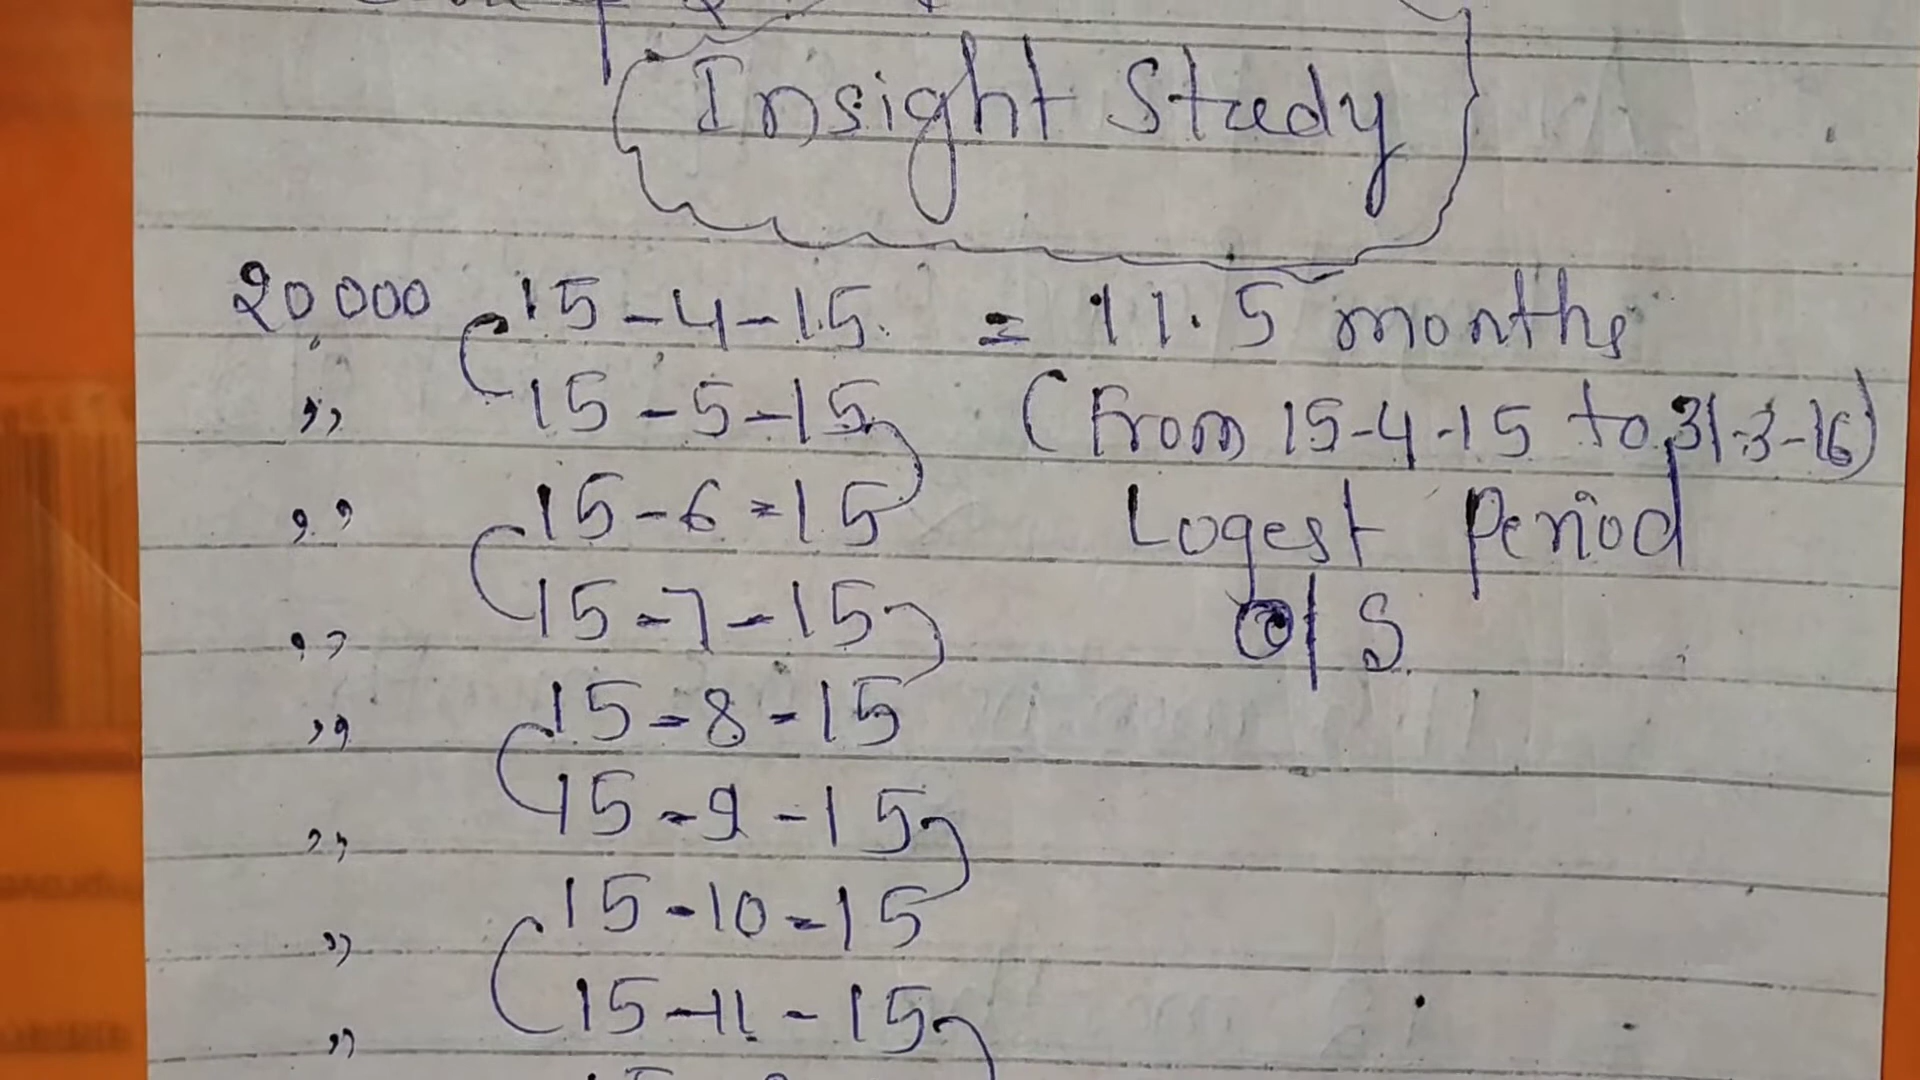 Insight Study
20000 15-4-15 = 11.5 months
,, 15-5-15 (From 15-4-15 to 31-3-16)
,, 15-6-15 Logest Period
,, 15-7-15 O/S
,, 15-8-15
,, 15-9-15
,, 15-10-15
,, 15-11-15